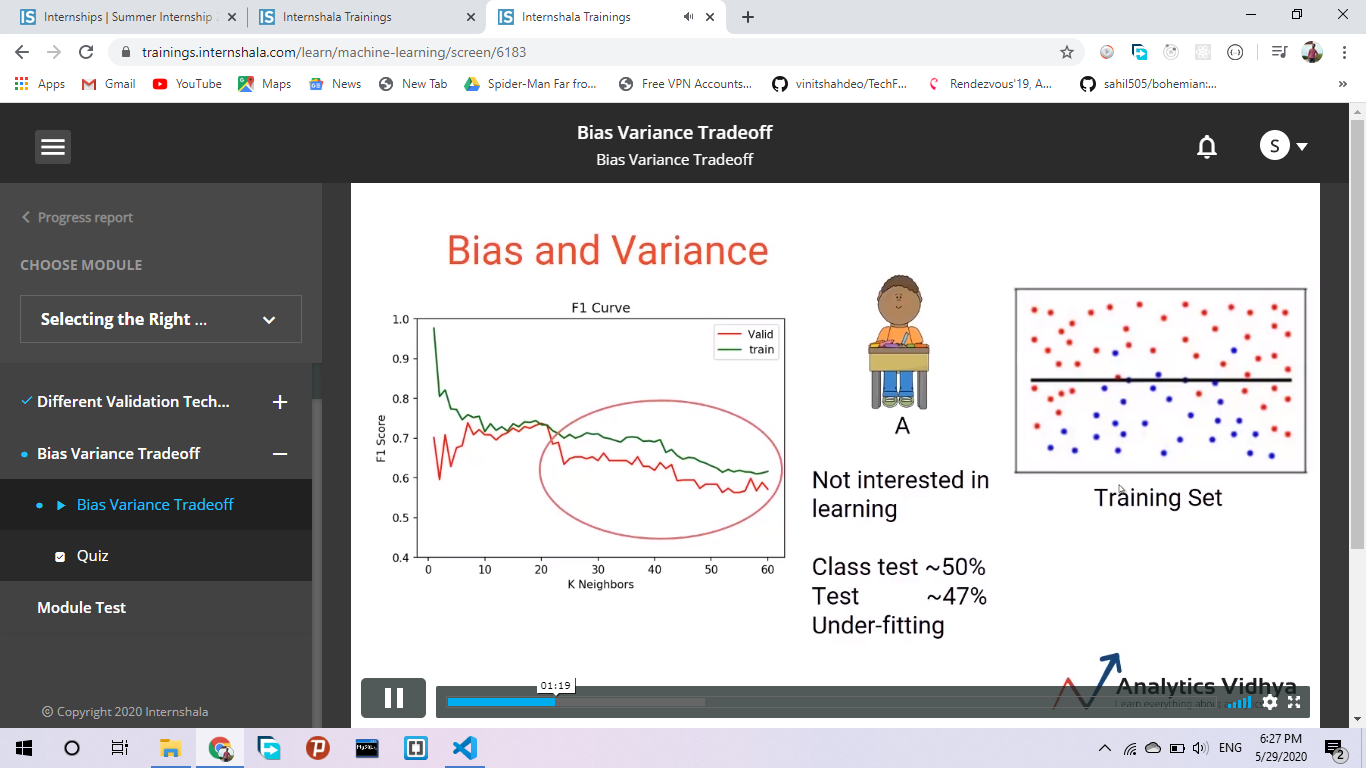 Internships | Summer Internship
Internshala Trainings
Internshala Trainings
trainings.internshala.com/learn/machine-learning/screen/6183
Apps
Gmail
YouTube
Maps
News
New Tab
Spider-Man Far fro...
Free VPN Accounts...
vinitshahdeo/TechF...
Rendezvous'19, A...
sahil505/bohemian:...
Bias Variance Tradeoff
Bias Variance Tradeoff
S
Progress report
CHOOSE MODULE
Selecting the Right ...
Different Validation Tech...
Bias Variance Tradeoff
Bias Variance Tradeoff
Quiz
Module Test
© Copyright 2020 Internshala
Bias and Variance
F1 Curve
Valid
train
1.0
0.9
0.8
0.7
0.6
0.5
0.4
F1 Score
0 10 20 30 40 50 60
K Neighbors
A
Not interested in
learning
Class test ~50%
Test ~47%
Under-fitting
Training Set
01:19
Analytics Vidhya
Learn everything about
6:27 PM
ENG
5/29/2020
2